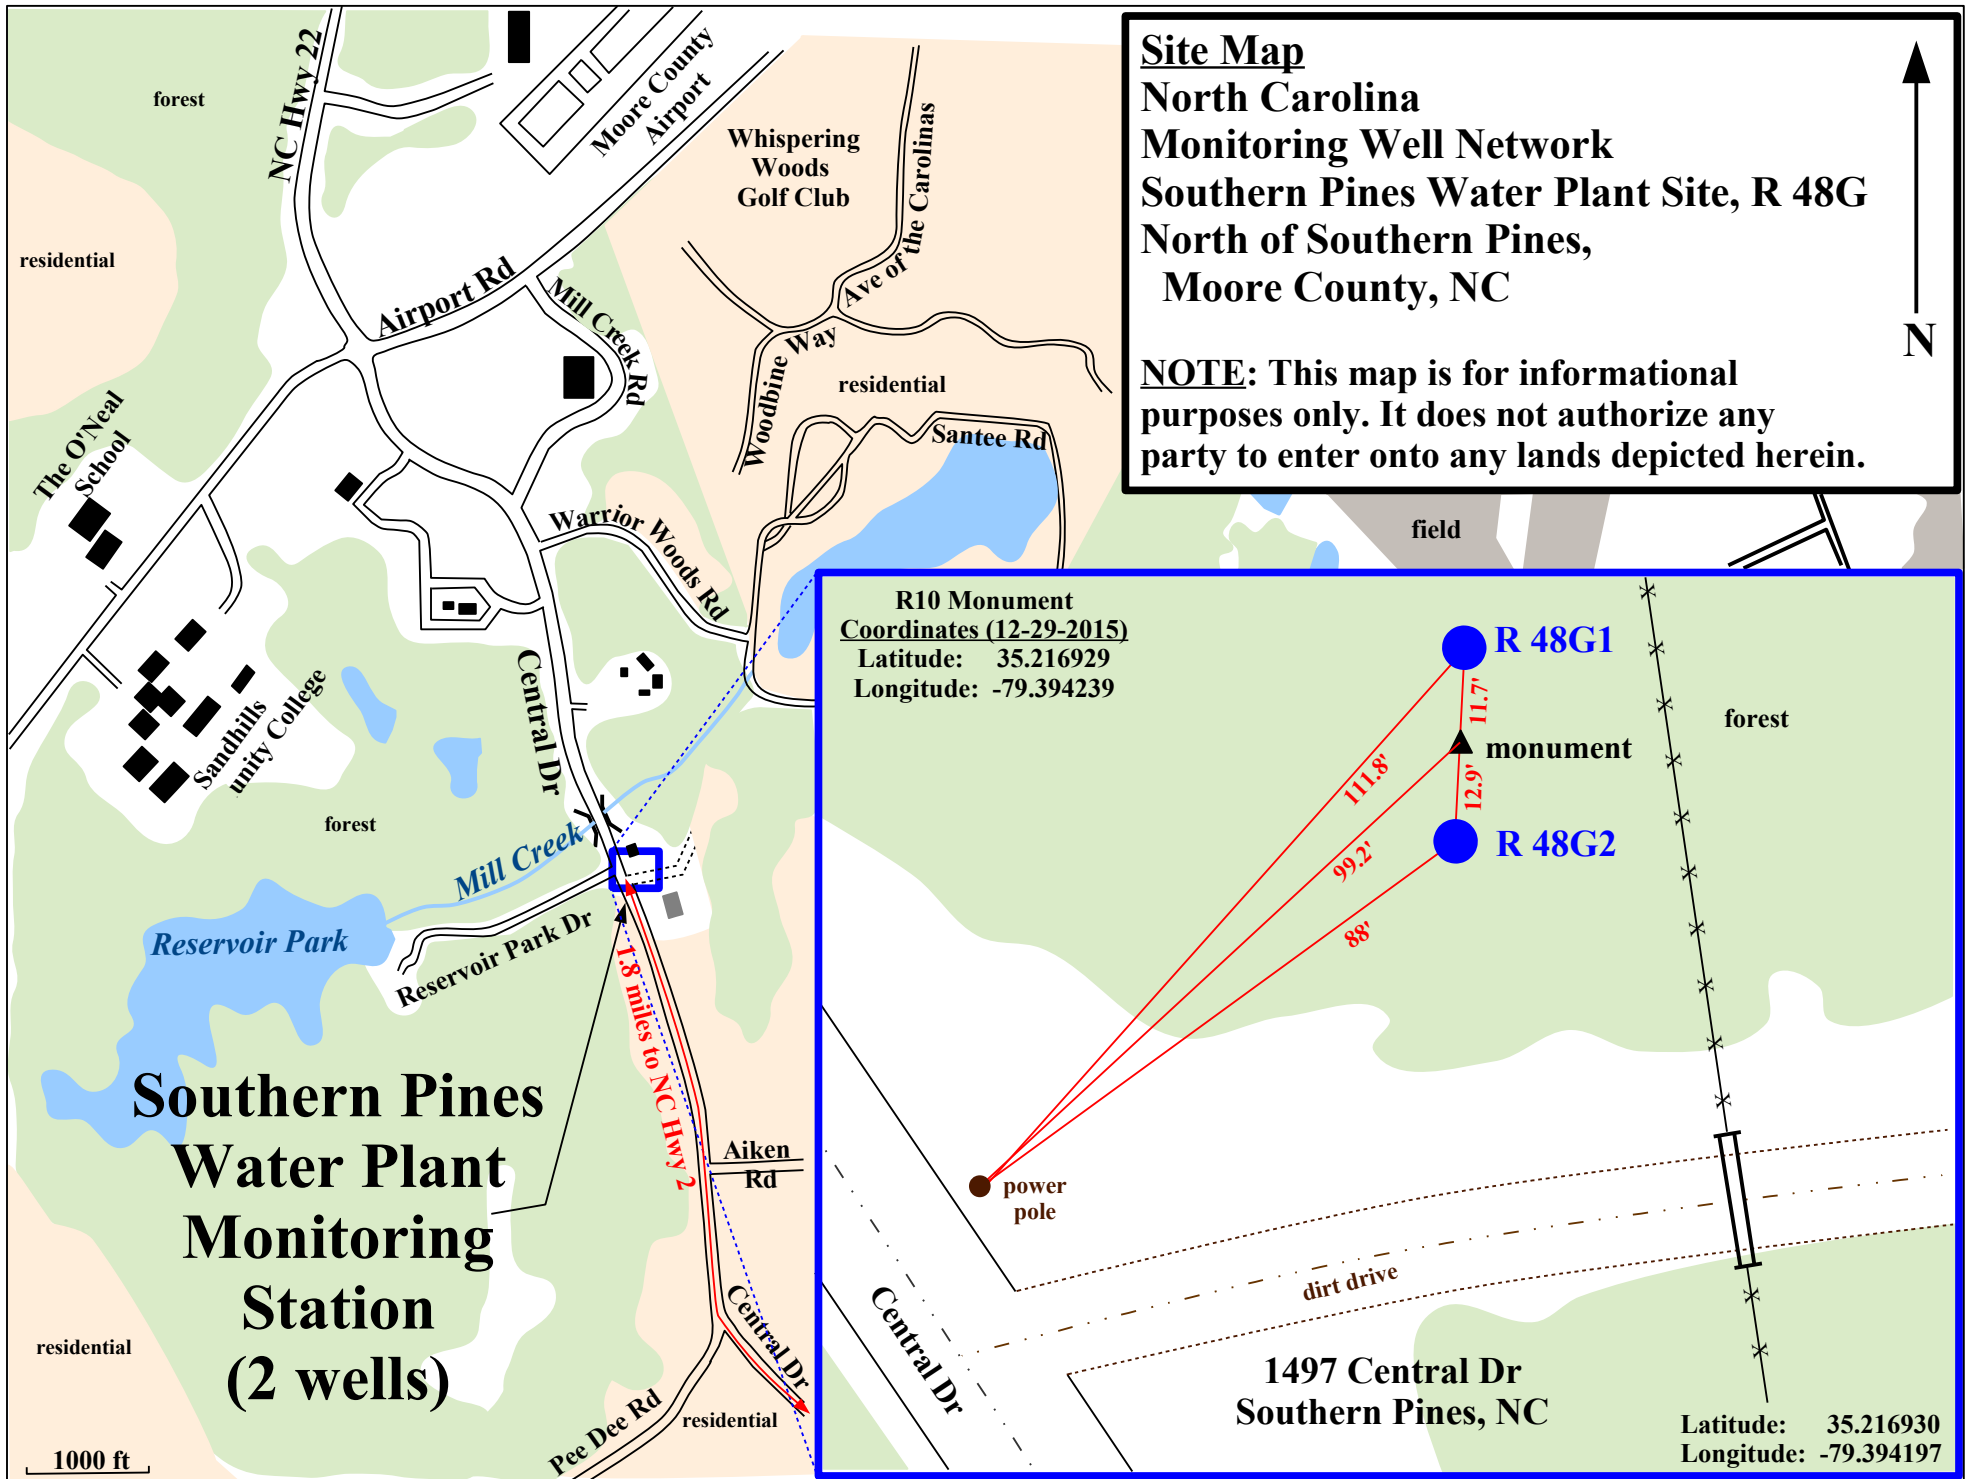 Site Map
North Carolina
Monitoring Well Network
Southern Pines Water Plant Site, R 48G
North of Southern Pines,
Moore County, NC
NOTE: This map is for informational
purposes only. It does not authorize any
party to enter onto any lands depicted herein.
N
forest
NC Hwy 22
Moore County
Airport
Whispering
Woods
Golf Club
Ave of the Carolinas
residential
Airport Rd
Mill Creek Rd
Woodbine Way
residential
Santee Rd
The O'Neal
School
Warrior Woods Rd
field
Sandhills
unity College
Central Dr
forest
Mill Creek
Reservoir Park
Reservoir Park Dr
1.8 miles to NC Hwy 2
Southern Pines
Water Plant
Monitoring
Station
(2 wells)
Aiken
Rd
Central Dr
residential
Pee Dee Rd
residential
1000 ft
R10 Monument
Coordinates (12-29-2015)
Latitude: 35.216929
Longitude: -79.394239
R 48G1
11.7'
forest
monument
111.8'
12.9'
R 48G2
99.2'
88'
power
pole
dirt drive
Central Dr
1497 Central Dr
Southern Pines, NC
Latitude: 35.216930
Longitude: -79.394197